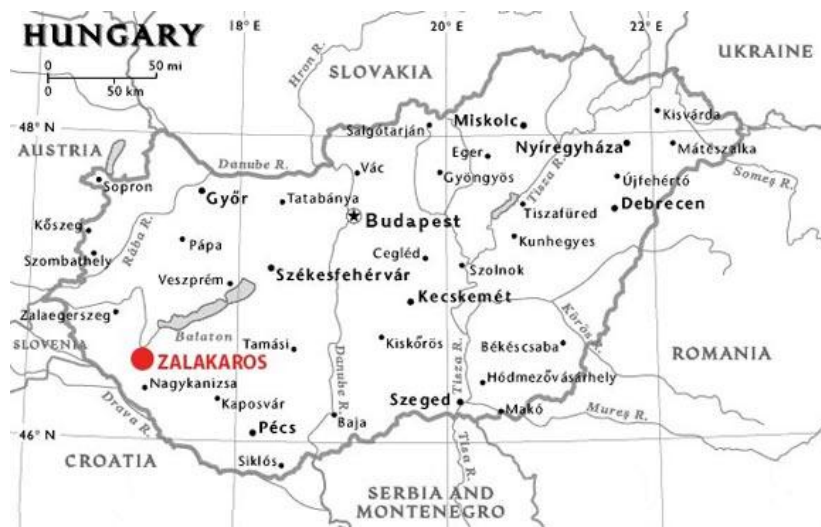 18° E
20° E
22° E
HUNGARY
0 50 mi
0 50 km
Hron R.
SLOVAKIA
UKRAINE
Salgótarján
Miskolc
Kisvárda
48° N
AUSTRIA
Danube R.
Vác
Eger
Nyíregyháza
Mátészalka
Gyöngyös
Tisza R.
Someş R.
Sopron
Győr
Tatabánya
Újfehértó
Tiszafüred
Debrecen
Kőszeg
Rába R.
Budapest
Kunhegyes
Pápa
Szombathely
Cegléd
Szolnok
Veszprém
Székesfehérvár
Kecskemét
Zalaegerszeg
Balaton
Körös R.
SLOVENIA
Tamási
Kiskőrös
Békéscsaba
ROMANIA
ZALAKAROS
Danube R.
Tisza R.
Nagykanizsa
Hódmezővásárhely
Drava R.
Kaposvár
Szeged
Makó
Mureş R.
46° N
Pécs
Baja
Tisa R.
CROATIA
Siklós
SERBIA AND
MONTENEGRO